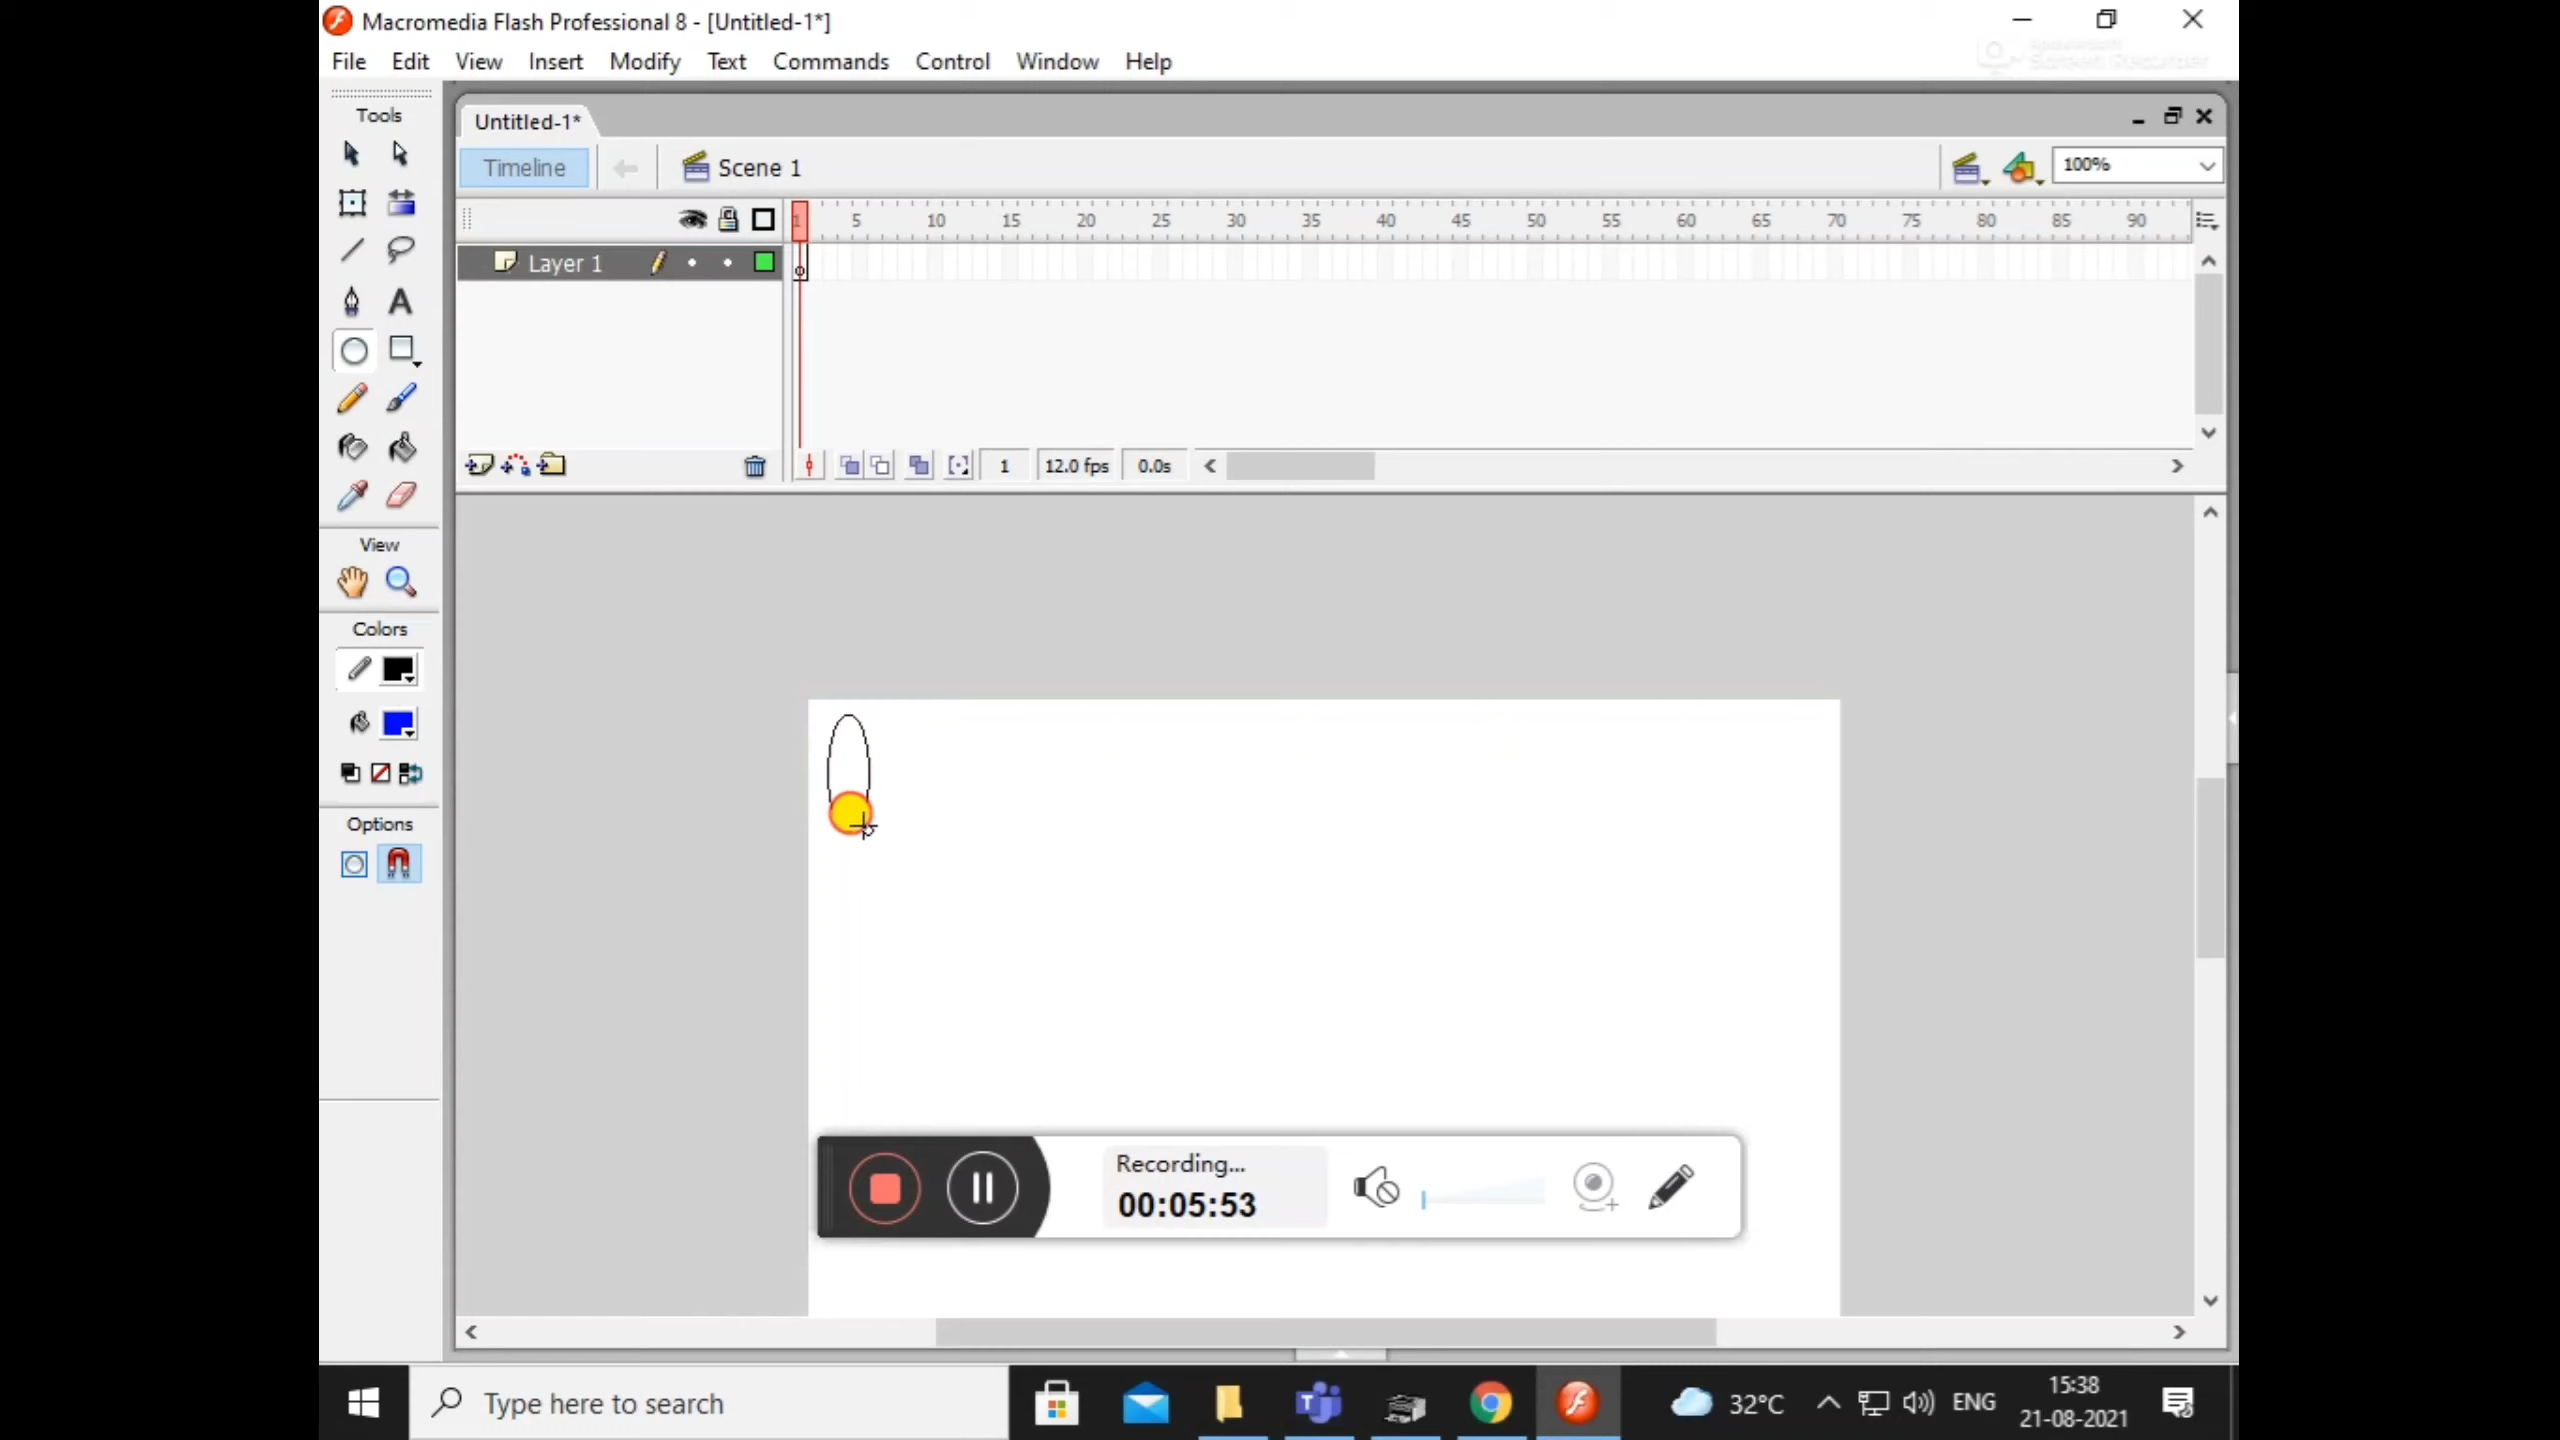 Macromedia Flash Professional 8 - [Untitled-1*]
Screen Recorder
File Edit View Insert Modify Text Commands Control Window Help
Tools
Untitled-1*
Timeline
Scene 1
100%
1 5 10 15 20 25 30 35 40 45 50 55 60 65 70 75 80 85 90
Layer 1
1 12.0 fps 0.0s
View
Colors
Options
Recording...
00:05:53
Type here to search
32°C
ENG
15:38
21-08-2021